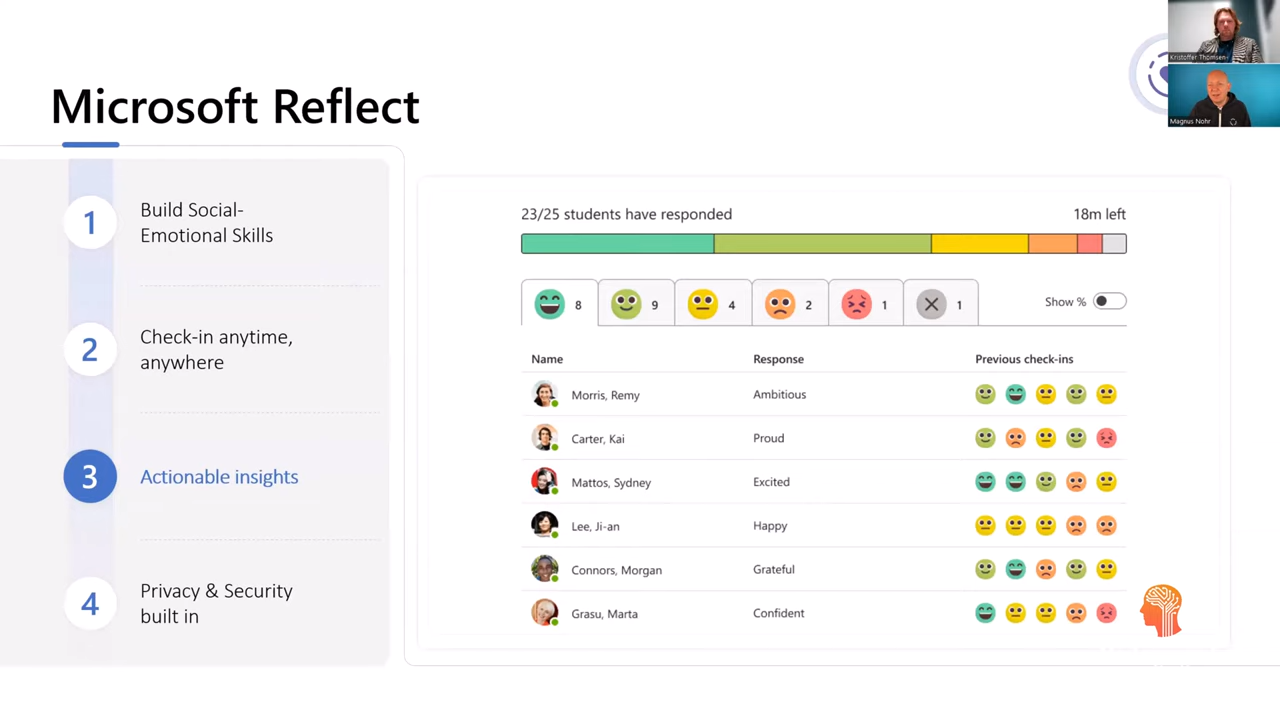 Microsoft Reflect
Kristoffer Thomsen
Magnus Nohr
1
Build Social-
Emotional Skills
2
Check-in anytime,
anywhere
3
Actionable insights
4
Privacy & Security
built in
23/25 students have responded
18m left
8
9
4
2
1
1
Show %
Name
Response
Previous check-ins
Morris, Remy
Ambitious
Carter, Kai
Proud
Mattos, Sydney
Excited
Lee, Ji-an
Happy
Connors, Morgan
Grateful
Grasu, Marta
Confident